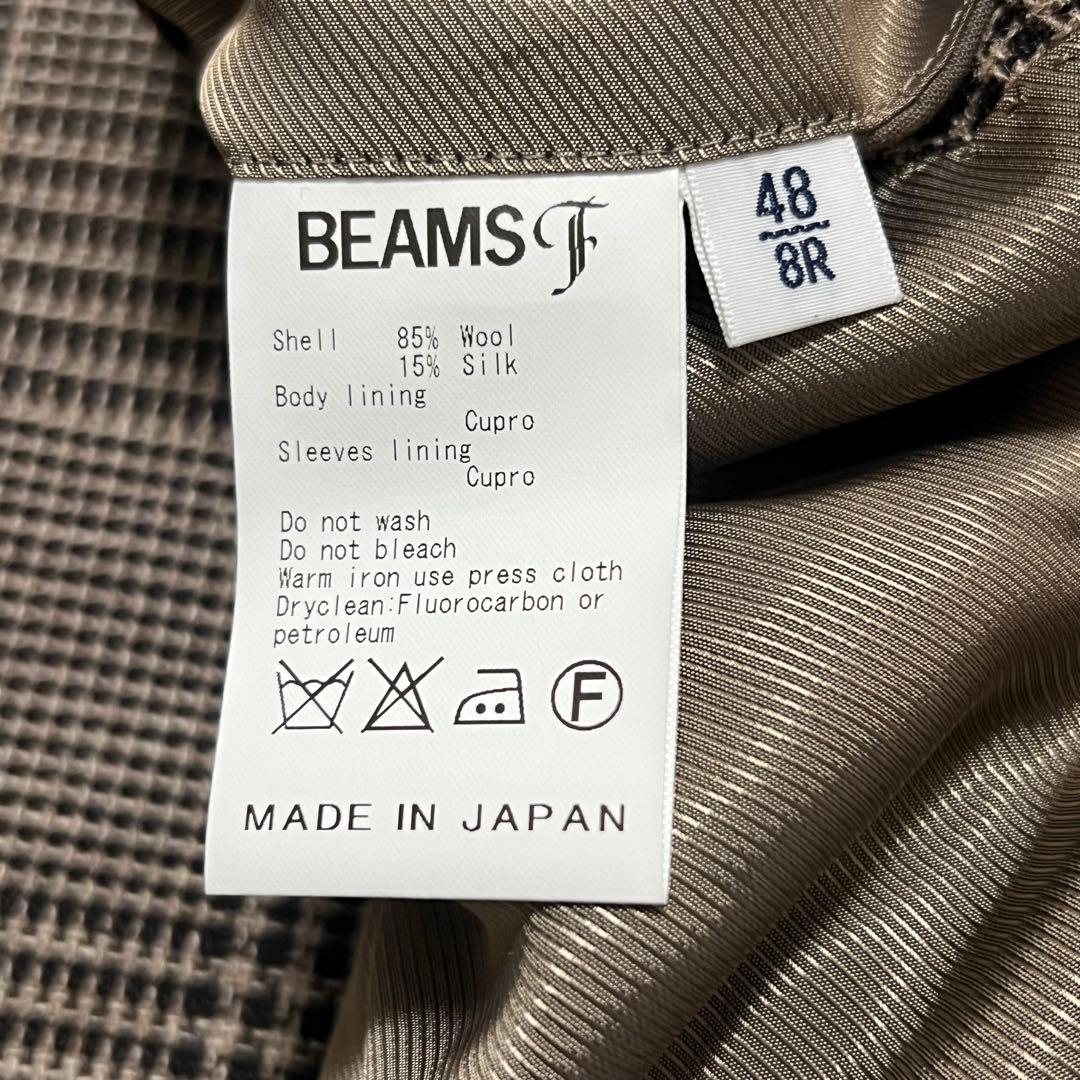 BEAMS F
48
8R
Shell 85% Wool
15% Silk
Body lining
Cupro
Sleeves lining
Cupro
Do not wash
Do not bleach
Warm iron use press cloth
Dryclean:Fluorocarbon or
petroleum
F
MADE IN JAPAN